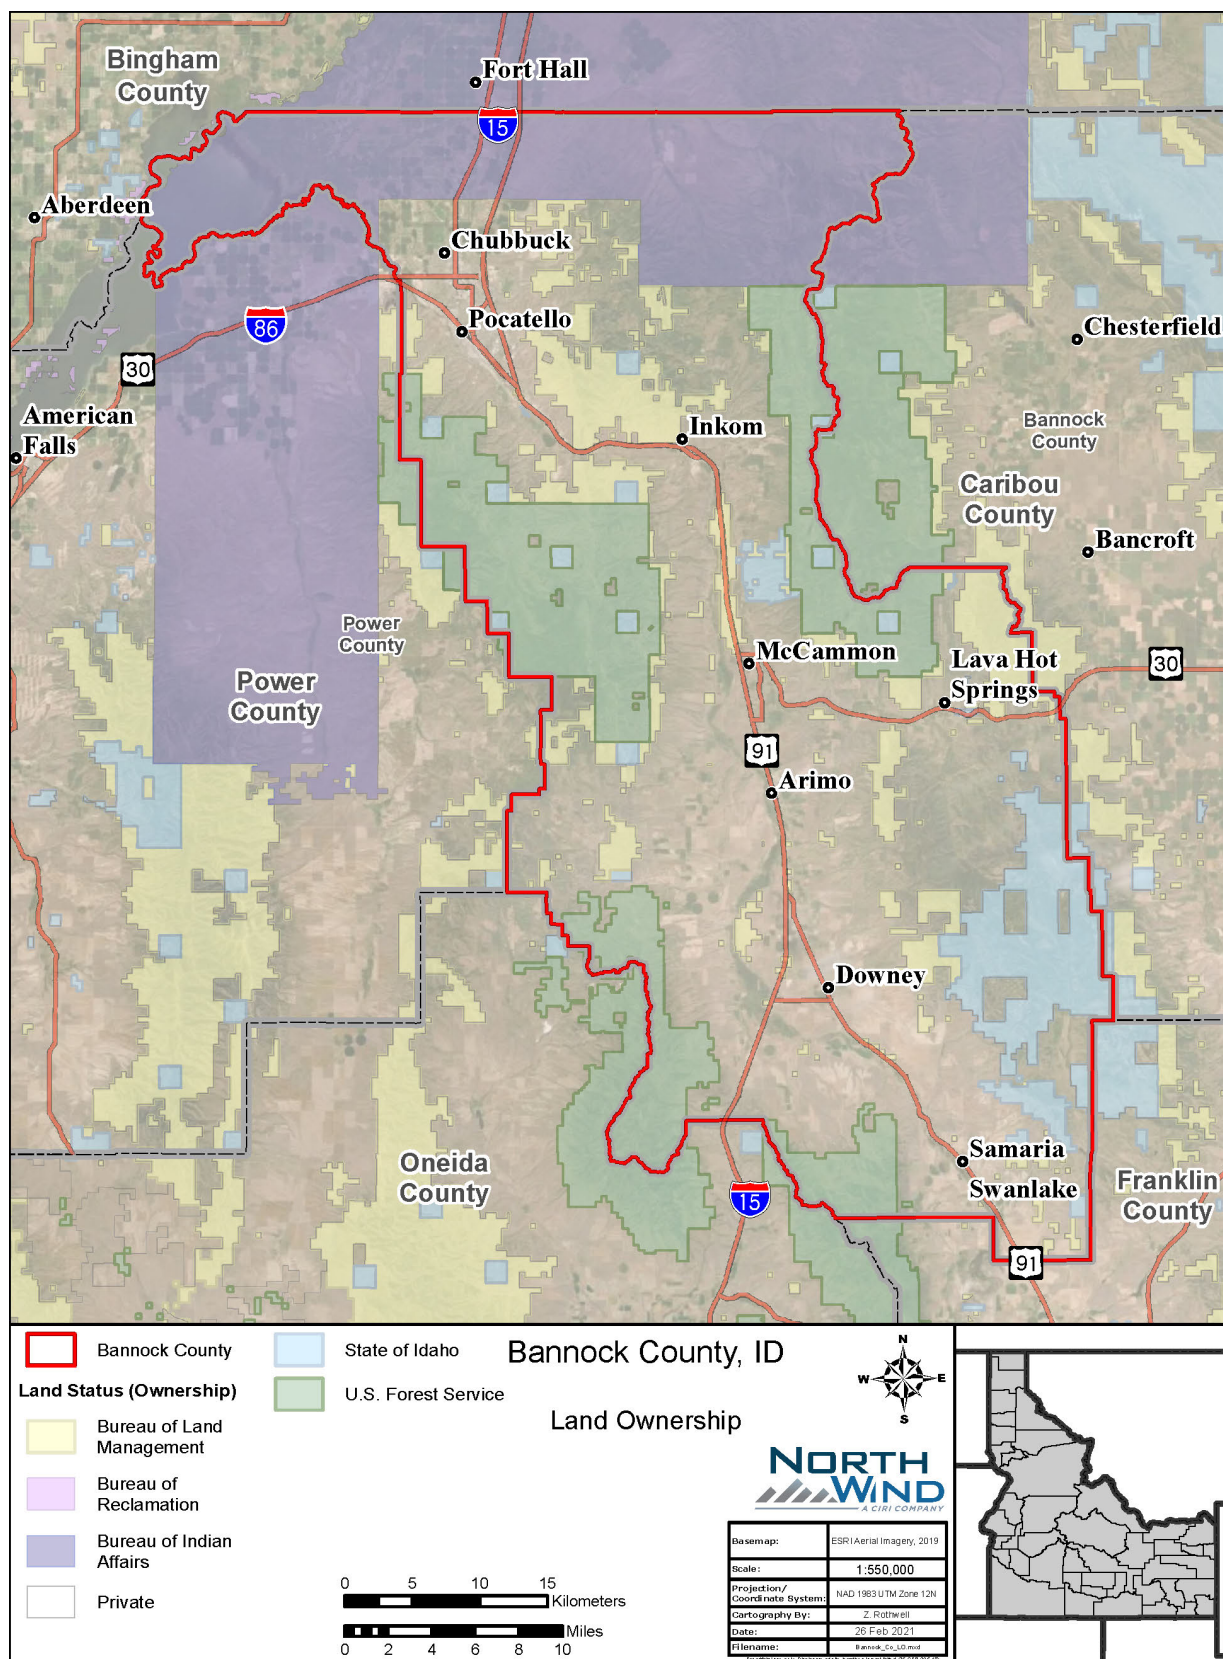 Bingham
County
Fort Hall
15
Aberdeen
Chubbuck
86
Pocatello
30
Chesterfield
American
Falls
Inkom
Bannock
County
Caribou
County
Bancroft
Power
County
McCammon
Lava Hot
Springs
30
Power
County
91
Arimo
Downey
Oneida
County
Samaria
Swanlake
Franklin
County
15
91
Bannock County
Land Status (Ownership)
Bureau of Land
Management
Bureau of
Reclamation
Bureau of Indian
Affairs
Private
State of Idaho
U.S. Forest Service
Bannock County, ID
Land Ownership
N
W E
S
NORTH
WIND
A CIRI COMPANY
0 5 10 15
Kilometers
Miles
0 2 4 6 8 10
Basemap: ESRI Aerial Imagery, 2019
Scale: 1:550,000
Projection/
Coordinate System: NAD 1983 UTM Zone 12N
Cartography By: Z. Rothwell
Date: 26 Feb 2021
Filename: Bannock_Co_LO.mxd